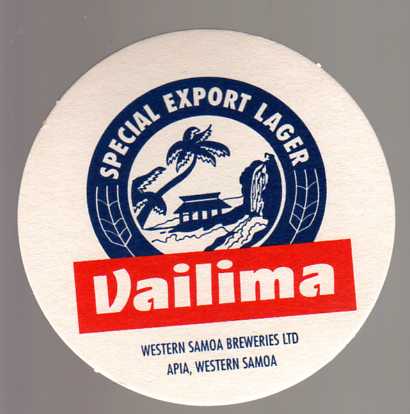 SPECIAL EXPORT LAGER
Vailima
WESTERN SAMOA BREWERIES LTD
APIA, WESTERN SAMOA